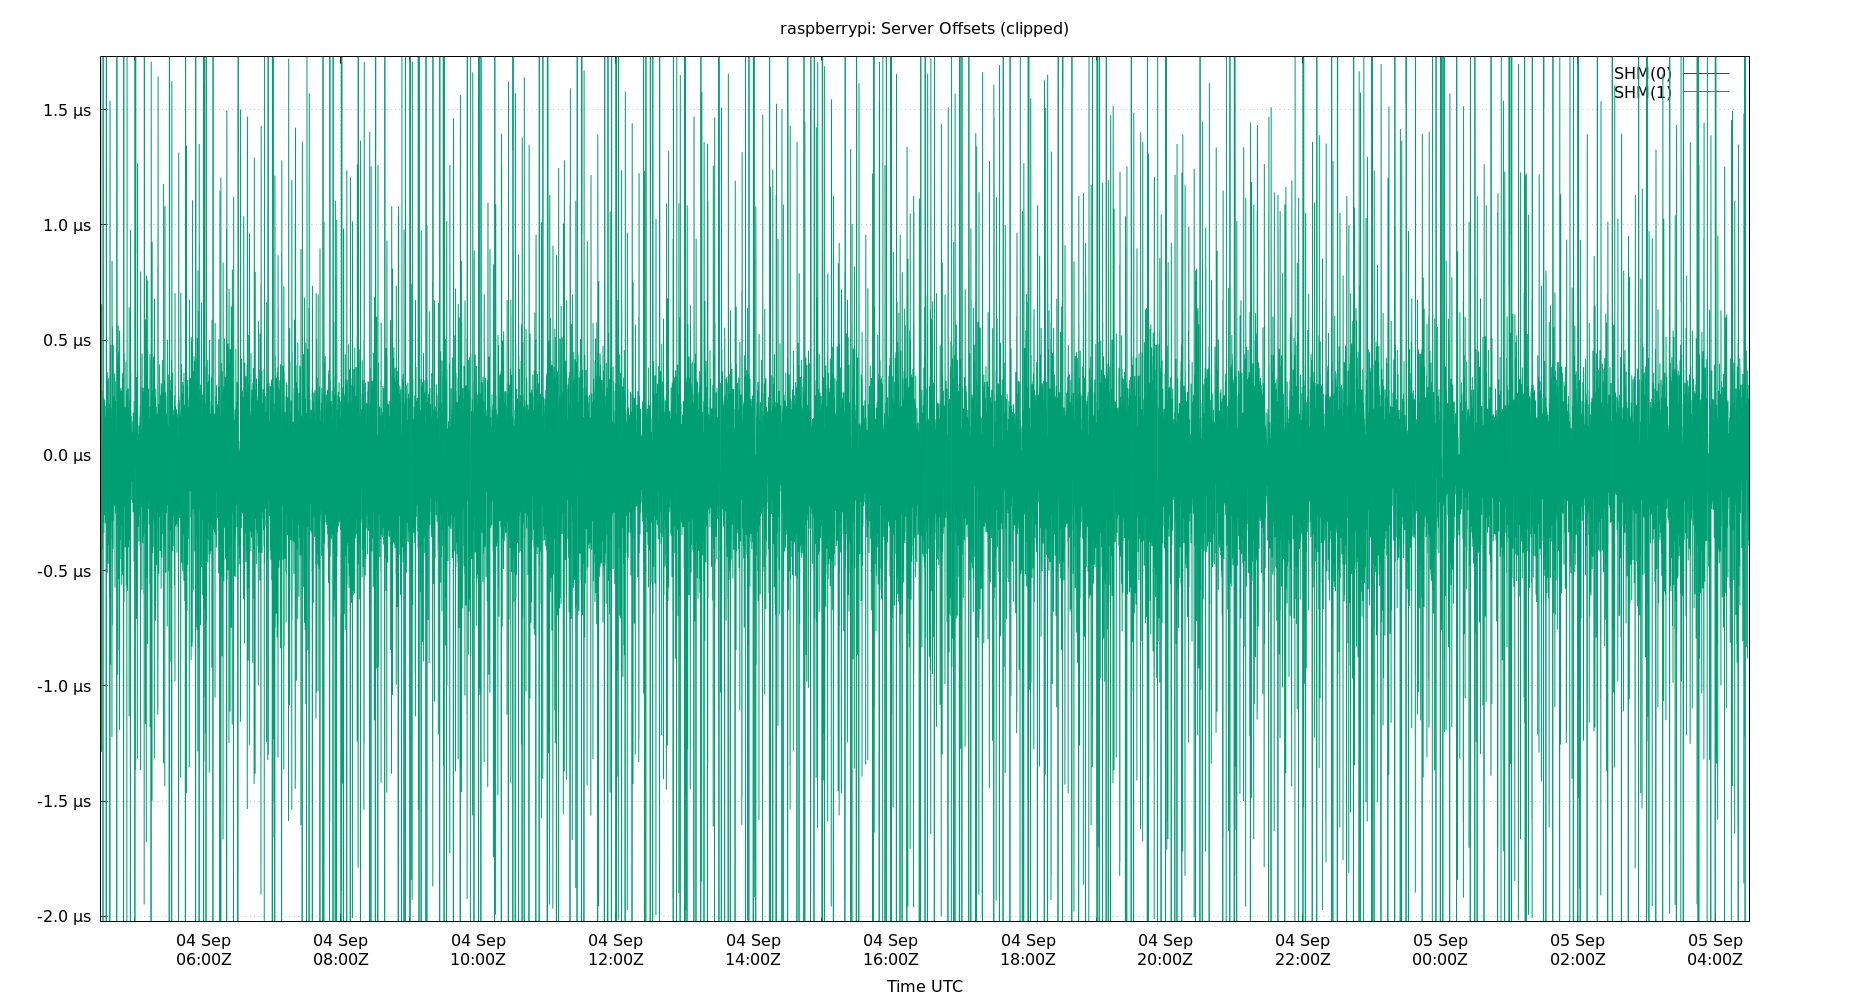 raspberrypi: Server Offsets (clipped)
SHM(0)
SHM(1)
1.5 µs
1.0 µs
0.5 µs
0.0 µs
-0.5 µs
-1.0 µs
-1.5 µs
-2.0 µs
04 Sep 04 Sep 04 Sep 04 Sep 04 Sep 04 Sep 04 Sep 04 Sep 04 Sep 05 Sep 05 Sep 05 Sep
06:00Z 08:00Z 10:00Z 12:00Z 14:00Z 16:00Z 18:00Z 20:00Z 22:00Z 00:00Z 02:00Z 04:00Z
Time UTC